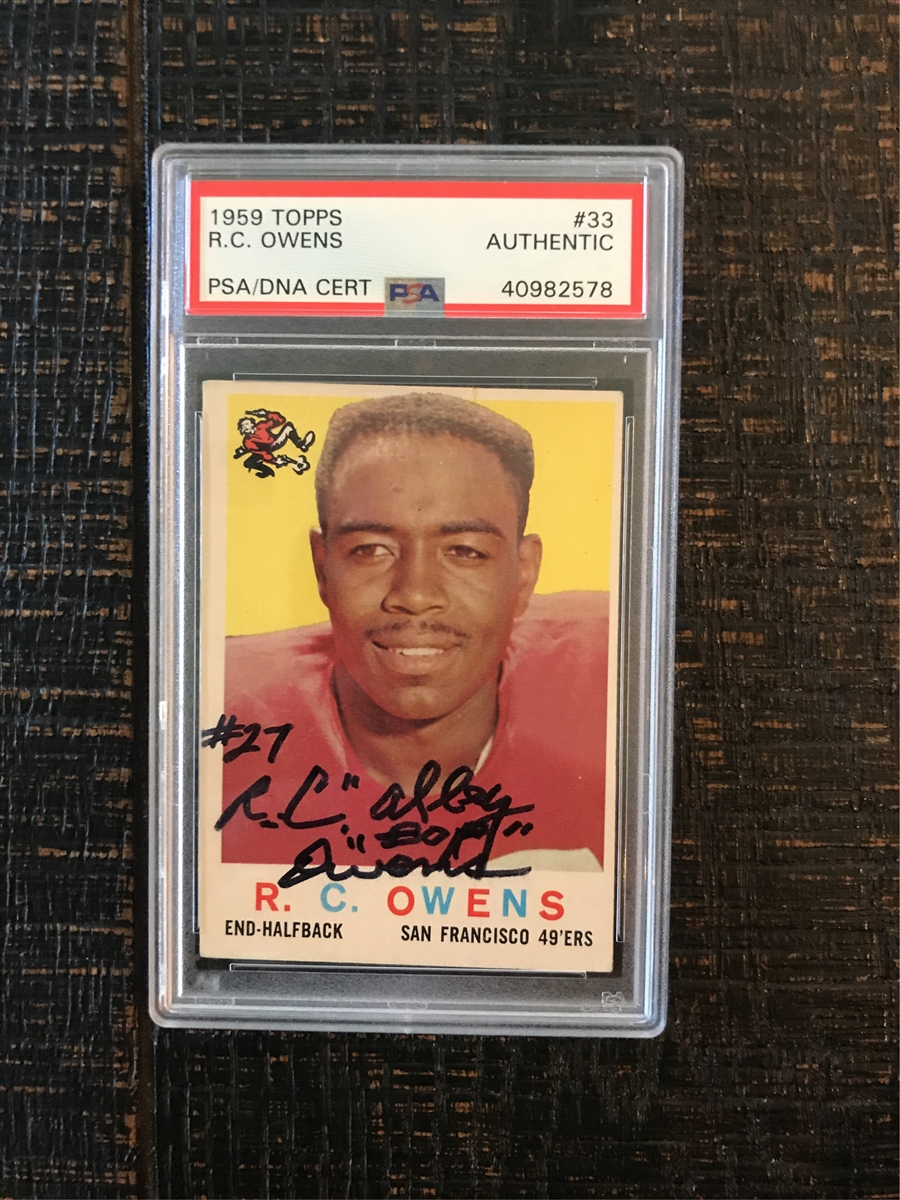 1959 TOPPS #33
R.C. OWENS AUTHENTIC
PSA/DNA CERT PSA 40982578
#27
R.C "Alley
"Oop"
Owens
R. C. OWENS
END-HALFBACK SAN FRANCISCO 49'ERS